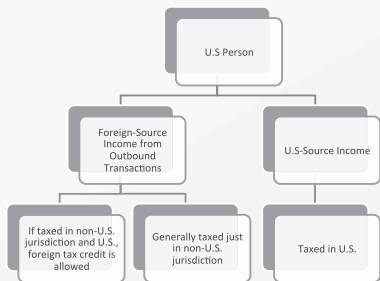 U.S Person
Foreign-Source
Income from
Outbound
Transactions
U.S-Source Income
If taxed in non-U.S.
jurisdiction and U.S.,
foreign tax credit is
allowed
Generally taxed just
in non-U.S.
jurisdiction
Taxed in U.S.